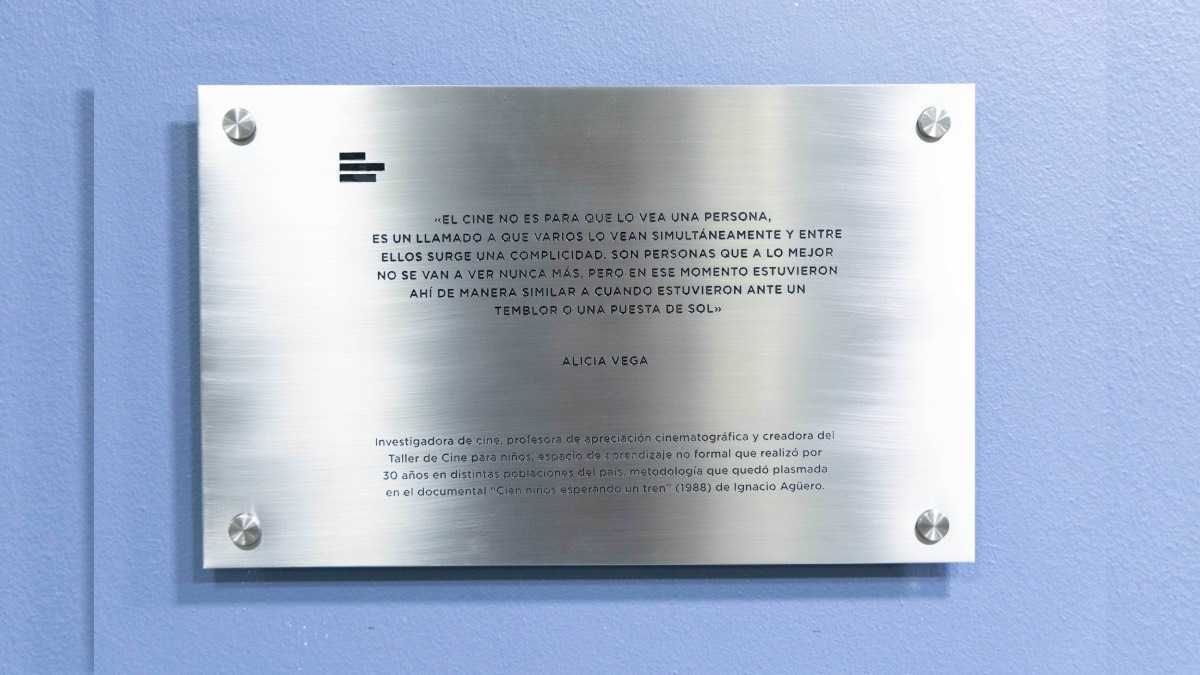 «EL CINE NO ES PARA QUE LO VEA UNA PERSONA,
ES UN LLAMADO A QUE VARIOS LO VEAN SIMULTÁNEAMENTE Y ENTRE
ELLOS SURGE UNA COMPLICIDAD. SON PERSONAS QUE A LO MEJOR
NO SE VAN A VER NUNCA MÁS, PERO EN ESE MOMENTO ESTUVIERON
AHÍ DE MANERA SIMILAR A CUANDO ESTUVIERON ANTE UN
TEMBLOR O UNA PUESTA DE SOL»
ALICIA VEGA
Investigadora de cine, profesora de apreciación cinematográfica y creadora del
Taller de Cine para niños, espacio de aprendizaje no formal que realizó por
30 años en distintas poblaciones del país, metodología que quedó plasmada
en el documental "Cien niños esperando un tren" (1988) de Ignacio Agüero.